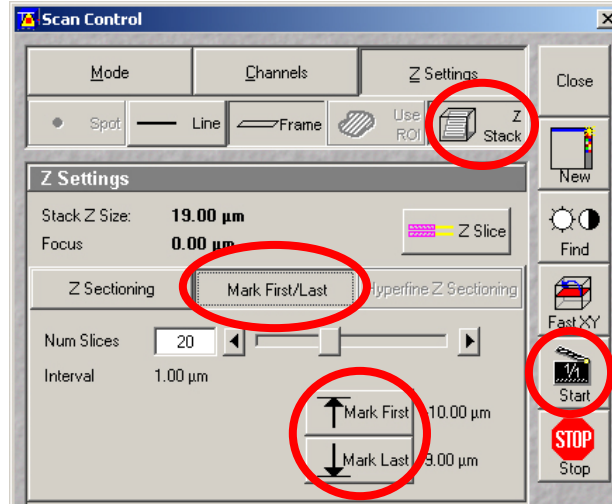 Scan Control
Mode Channels Z Settings Close
Spot Line Frame Use ROI Z Stack
New
Z Settings
Stack Z Size: 19.00 µm
Focus 0.00 µm
Z Slice
Find
Z Sectioning Mark First/Last Hyperfine Z Sectioning
Fast XY
Num Slices 20
Interval 1.00 µm
1/1
Start
Mark First 10.00 µm
Mark Last 9.00 µm
STOP
Stop